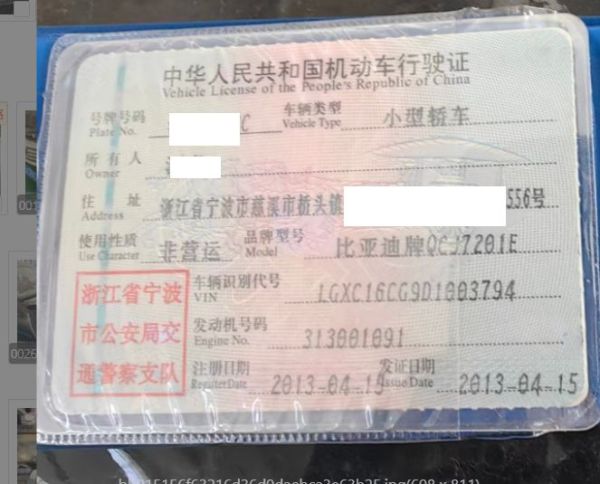 中华人民共和国机动车行驶证
Vehicle License of the People's Republic of China
号牌号码 C 车辆类型 小型轿车
Plate No. Vehicle Type
所有人
Owner
住址 浙江省宁波市慈溪市桥头镇 556号
Address
使用性质 非营运 品牌型号 比亚迪牌QCJ7201E
Use Character Model
浙江省宁波市公安局交通警察支队
车辆识别代号 LGXC16CG9D1003794
VIN
发动机号码 313001091
Engine No.
注册日期 2013-04-15 发证日期 2013-04-15
RegisterDate Issue Date
001
0026